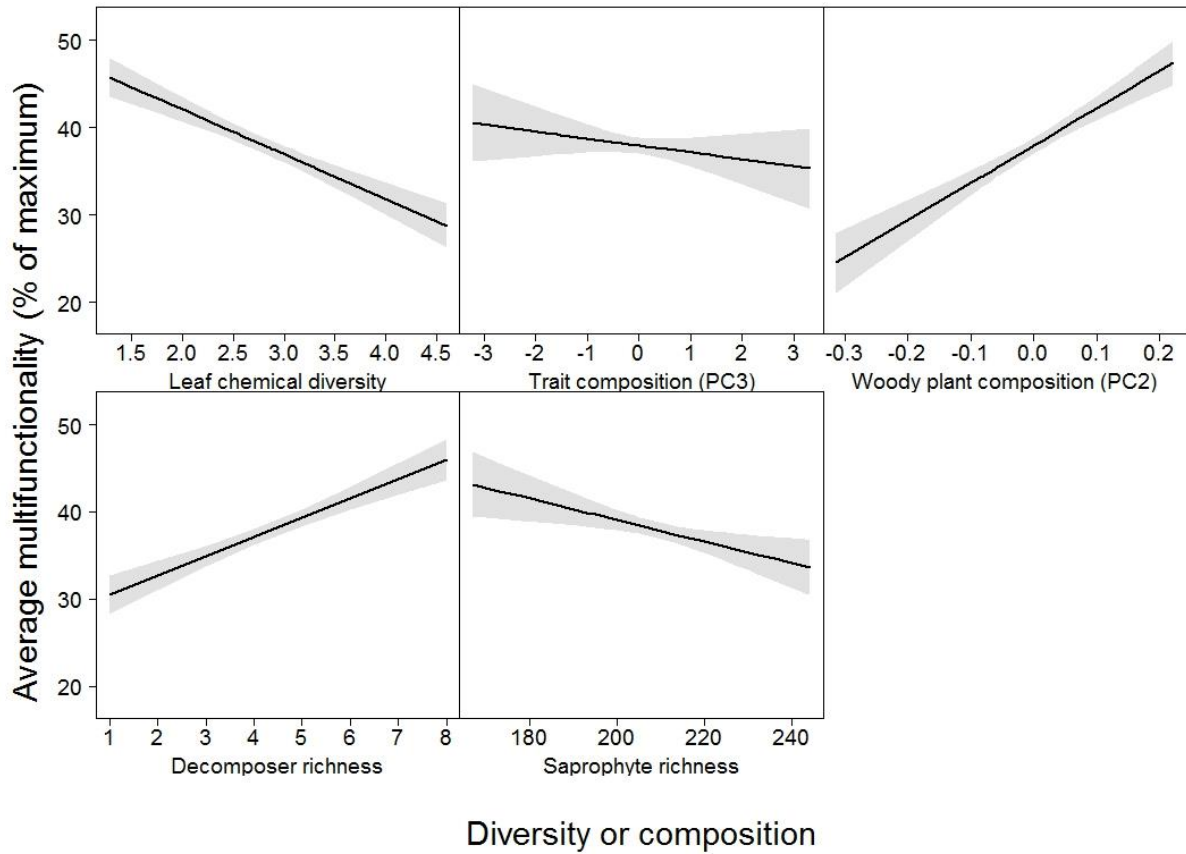 Average multifunctionality (% of maximum)
50
40
30
20
1.5 2.0 2.5 3.0 3.5 4.0 4.5
Leaf chemical diversity
-3 -2 -1 0 1 2 3
Trait composition (PC3)
-0.3 -0.2 -0.1 0.0 0.1 0.2
Woody plant composition (PC2)
50
40
30
20
1 2 3 4 5 6 7 8
Decomposer richness
180 200 220 240
Saprophyte richness
Diversity or composition